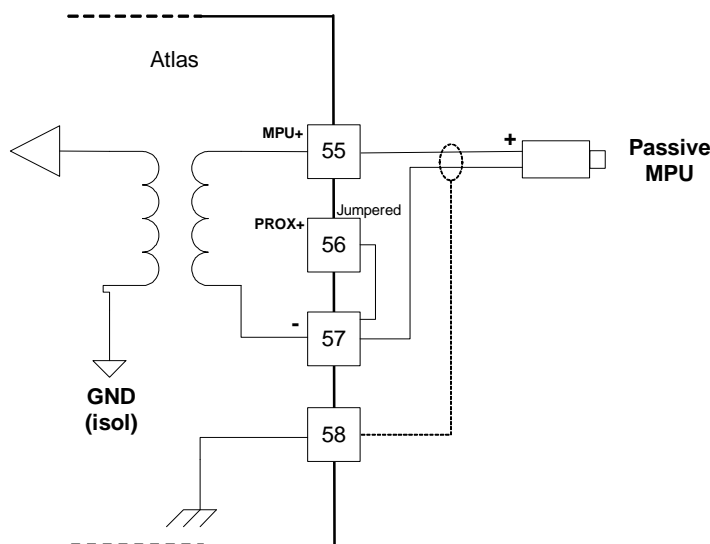 Atlas
MPU+
55
+
Passive
MPU
Jumpered
PROX+
56
-
57
GND
(isol)
58